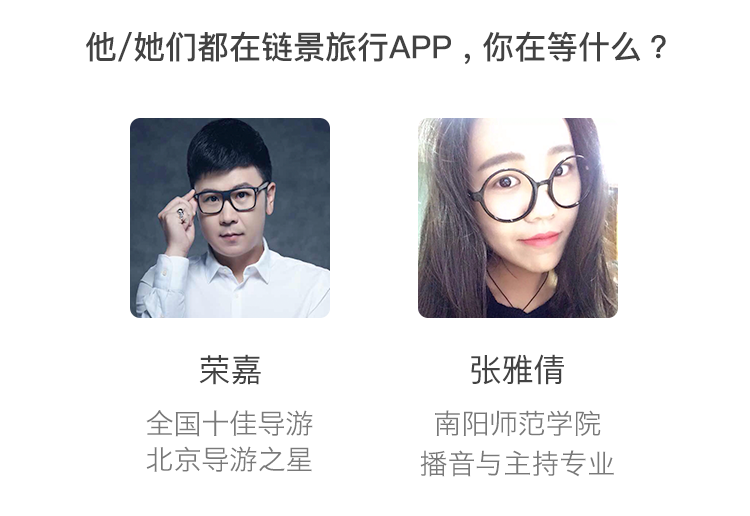 他/她们都在链景旅行APP，你在等什么？
荣嘉
全国十佳导游
北京导游之星
张雅倩
南阳师范学院
播音与主持专业